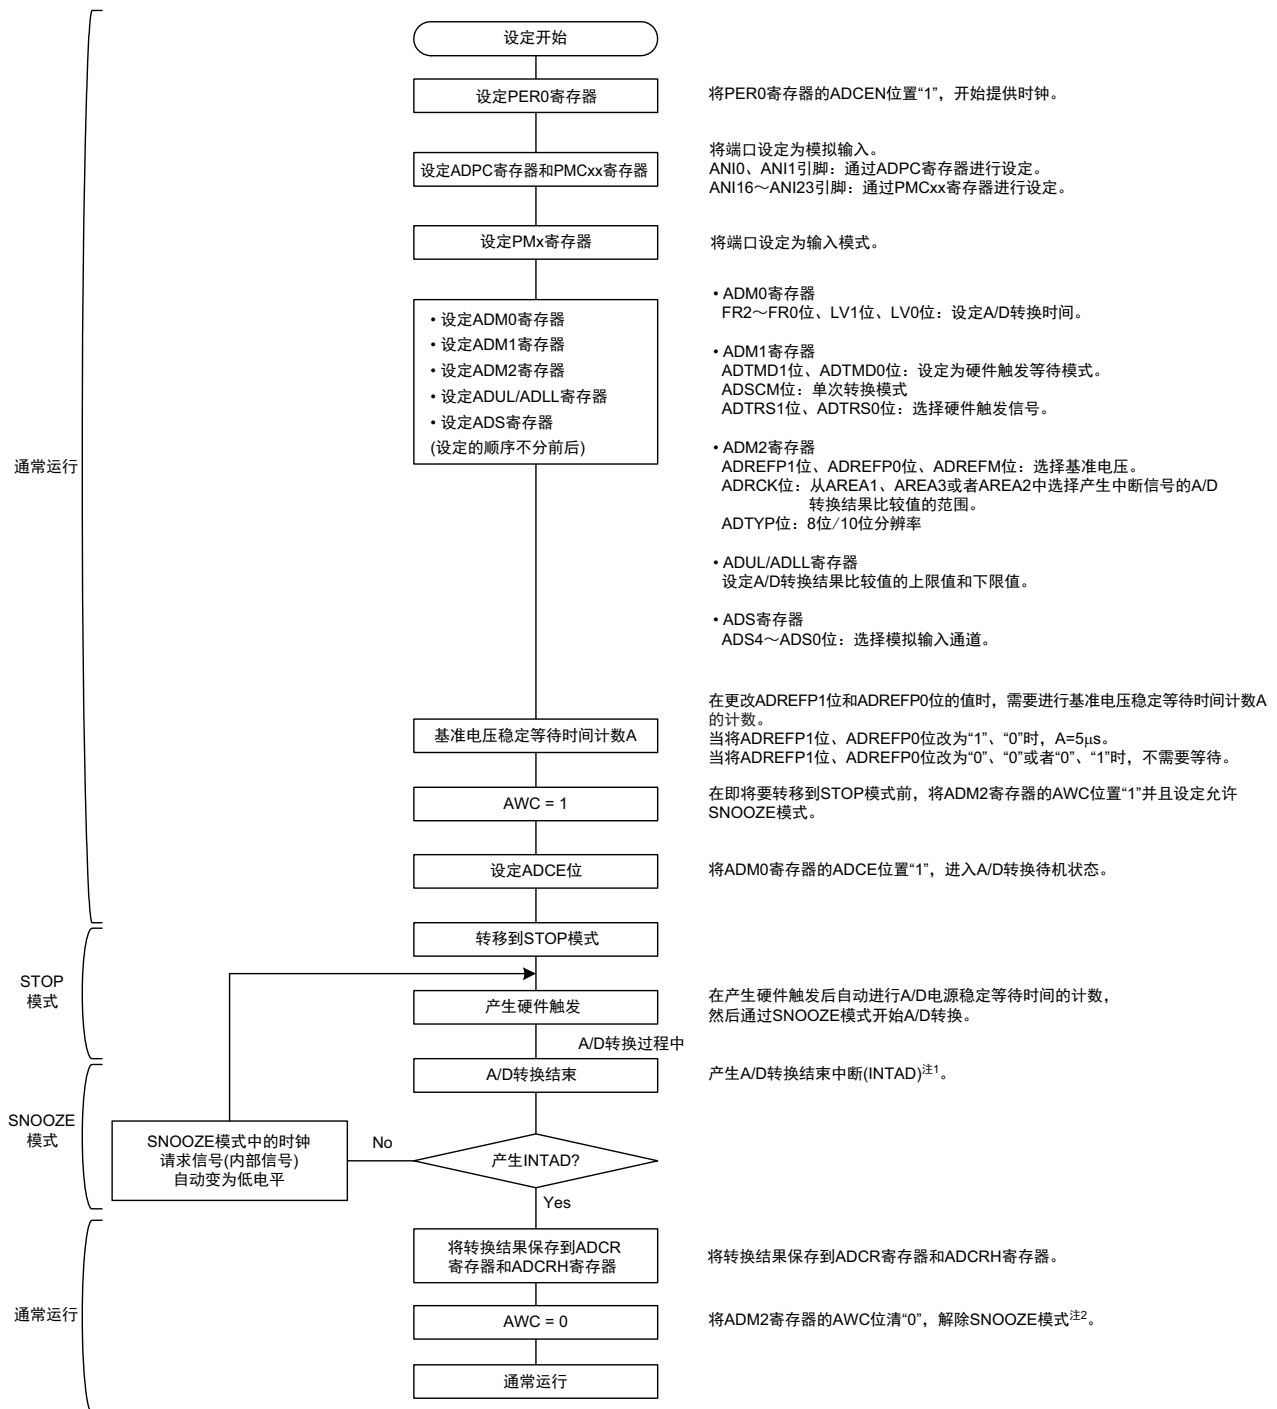 设定开始
设定PER0寄存器
将PER0寄存器的ADCEN位置“1”，开始提供时钟。
设定ADPC寄存器和PMCxx寄存器
将端口设定为模拟输入。
ANI0、ANI1引脚：通过ADPC寄存器进行设定。
ANI16～ANI23引脚：通过PMCxx寄存器进行设定。
设定PMx寄存器
将端口设定为输入模式。
• 设定ADM0寄存器
• 设定ADM1寄存器
• 设定ADM2寄存器
• 设定ADUL/ADLL寄存器
• 设定ADS寄存器
(设定的顺序不分前后)
• ADM0寄存器
FR2～FR0位、LV1位、LV0位：设定A/D转换时间。
• ADM1寄存器
ADTMD1位、ADTMD0位：设定为硬件触发等待模式。
ADSCM位：单次转换模式
ADTRS1位、ADTRS0位：选择硬件触发信号。
• ADM2寄存器
ADREFP1位、ADREFP0位、ADREFM位：选择基准电压。
ADRCK位：从AREA1、AREA3或者AREA2中选择产生中断信号的A/D
转换结果比较值的范围。
ADTYP位：8位/10位分辨率
• ADUL/ADLL寄存器
设定A/D转换结果比较值的上限值和下限值。
• ADS寄存器
ADS4～ADS0位：选择模拟输入通道。
通常运行
基准电压稳定等待时间计数A
在更改ADREFP1位和ADREFP0位的值时，需要进行基准电压稳定等待时间计数A
的计数。
当将ADREFP1位、ADREFP0位改为“1”、“0”时，A=5μs。
当将ADREFP1位、ADREFP0位改为“0”、“0”或者“0”、“1”时，不需要等待。
AWC = 1
在即将要转移到STOP模式前，将ADM2寄存器的AWC位置“1”并且设定允许
SNOOZE模式。
设定ADCE位
将ADM0寄存器的ADCE位置“1”，进入A/D转换待机状态。
转移到STOP模式
STOP
模式
产生硬件触发
在产生硬件触发后自动进行A/D电源稳定等待时间的计数，
然后通过SNOOZE模式开始A/D转换。
A/D转换过程中
A/D转换结束
产生A/D转换结束中断(INTAD)注1。
SNOOZE
模式
SNOOZE模式中的时钟
请求信号(内部信号)
自动变为低电平
No
产生INTAD?
Yes
将转换结果保存到ADCR
寄存器和ADCRH寄存器
将转换结果保存到ADCR寄存器和ADCRH寄存器。
通常运行
AWC = 0
将ADM2寄存器的AWC位清“0”，解除SNOOZE模式注2。
通常运行